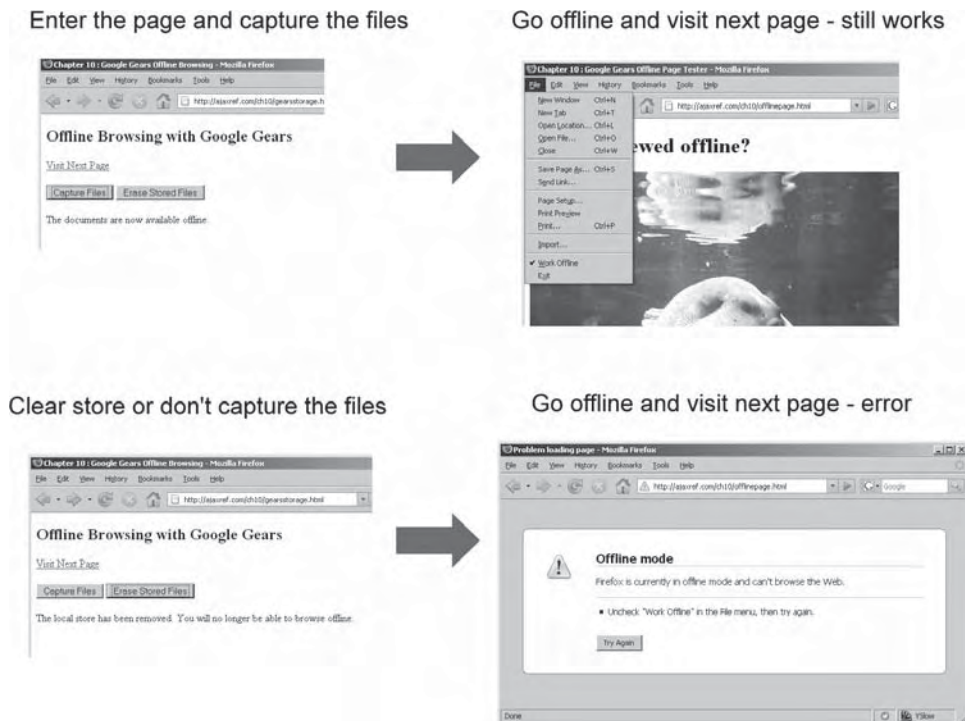 Enter the page and capture the files
Chapter 10 : Google Gears Offline Browsing - Mozilla Firefox
File Edit View History Bookmarks Tools Help
http://ajaxref.com/ch10/gearsstorage.h
Offline Browsing with Google Gears
Visit Next Page
Capture Files Erase Stored Files
The documents are now available offline.
Go offline and visit next page - still works
Chapter 10 : Google Gears Offline Page Tester - Mozilla Firefox
File Edit View History Bookmarks Tools Help
http://ajaxref.com/ch10/offlinepage.html
New Window Ctrl+N
New Tab Ctrl+T
Open Location... Ctrl+L
Open File... Ctrl+O
Close Ctrl+W
Save Page As... Ctrl+S
Send Link...
Page Setup...
Print Preview
Print... Ctrl+P
Import...
Work Offline
Exit
ewed offline?
Clear store or don't capture the files
Chapter 10 : Google Gears Offline Browsing - Mozilla Firefox
File Edit View History Bookmarks Tools Help
http://ajaxref.com/ch10/gearsstorage.html
Offline Browsing with Google Gears
Visit Next Page
Capture Files Erase Stored Files
The local store has been removed. You will no longer be able to browse offline.
Go offline and visit next page - error
Problem loading page - Mozilla Firefox
File Edit View History Bookmarks Tools Help
http://ajaxref.com/ch10/offlinepage.html Google
Offline mode
Firefox is currently in offline mode and can't browse the Web.
Uncheck "Work Offline" in the File menu, then try again.
Try Again
Done YSlow